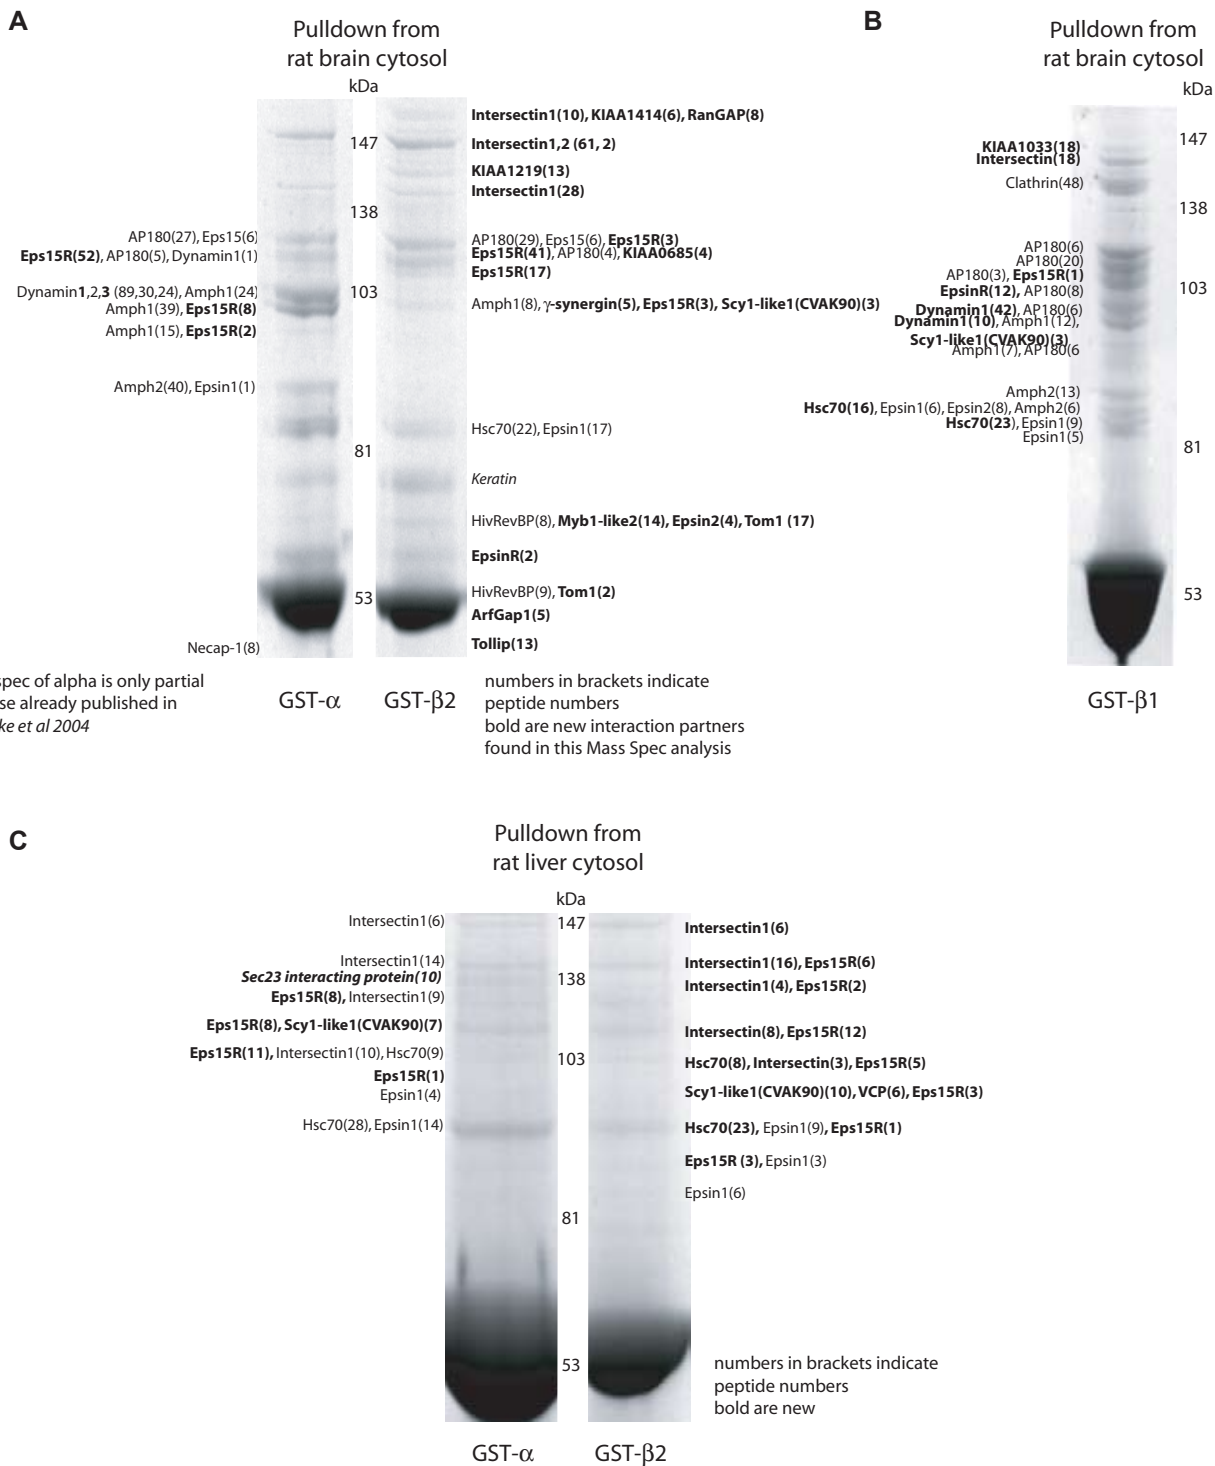 A
Pulldown from
rat brain cytosol
kDa
147
138
103
81
53
AP180(27), Eps15(6)
Eps15R(52), AP180(5), Dynamin1(1)
Dynamin1,2,3 (89,30,24), Amph1(24)
Amph1(39), Eps15R(8)
Amph1(15), Eps15R(2)
Amph2(40), Epsin1(1)
Necap-1(8)
Intersectin1(10), KIAA1414(6), RanGAP(8)
Intersectin1,2 (61, 2)
KIAA1219(13)
Intersectin1(28)
AP180(29), Eps15(6), Eps15R(3)
Eps15R(41), AP180(4), KIAA0685(4)
Eps15R(17)
Amph1(8), γ-synergin(5), Eps15R(3), Scy1-like1(CVAK90)(3)
Hsc70(22), Epsin1(17)
Keratin
HivRevBP(8), Myb1-like2(14), Epsin2(4), Tom1 (17)
EpsinR(2)
HivRevBP(9), Tom1(2)
ArfGap1(5)
Tollip(13)
spec of alpha is only partial
se already published in
ke et al 2004
GST-α
GST-β2
numbers in brackets indicate
peptide numbers
bold are new interaction partners
found in this Mass Spec analysis
B
Pulldown from
rat brain cytosol
kDa
147
138
103
81
53
KIAA1033(18)
Intersectin(18)
Clathrin(48)
AP180(6)
AP180(20)
AP180(3), Eps15R(1)
EpsinR(12), AP180(8)
Dynamin1(42), AP180(6)
Dynamin1(10), Amph1(12),
Scy1-like1(CVAK90)(3)
Amph1(7), AP180(6
Amph2(13)
Hsc70(16), Epsin1(6), Epsin2(8), Amph2(6)
Hsc70(23), Epsin1(9)
Epsin1(5)
GST-β1
C
Pulldown from
rat liver cytosol
kDa
147
138
103
81
53
Intersectin1(6)
Intersectin1(14)
Sec23 interacting protein(10)
Eps15R(8), Intersectin1(9)
Eps15R(8), Scy1-like1(CVAK90)(7)
Eps15R(11), Intersectin1(10), Hsc70(9)
Eps15R(1)
Epsin1(4)
Hsc70(28), Epsin1(14)
Intersectin1(6)
Intersectin1(16), Eps15R(6)
Intersectin1(4), Eps15R(2)
Intersectin(8), Eps15R(12)
Hsc70(8), Intersectin(3), Eps15R(5)
Scy1-like1(CVAK90)(10), VCP(6), Eps15R(3)
Hsc70(23), Epsin1(9), Eps15R(1)
Eps15R (3), Epsin1(3)
Epsin1(6)
numbers in brackets indicate
peptide numbers
bold are new
GST-α
GST-β2